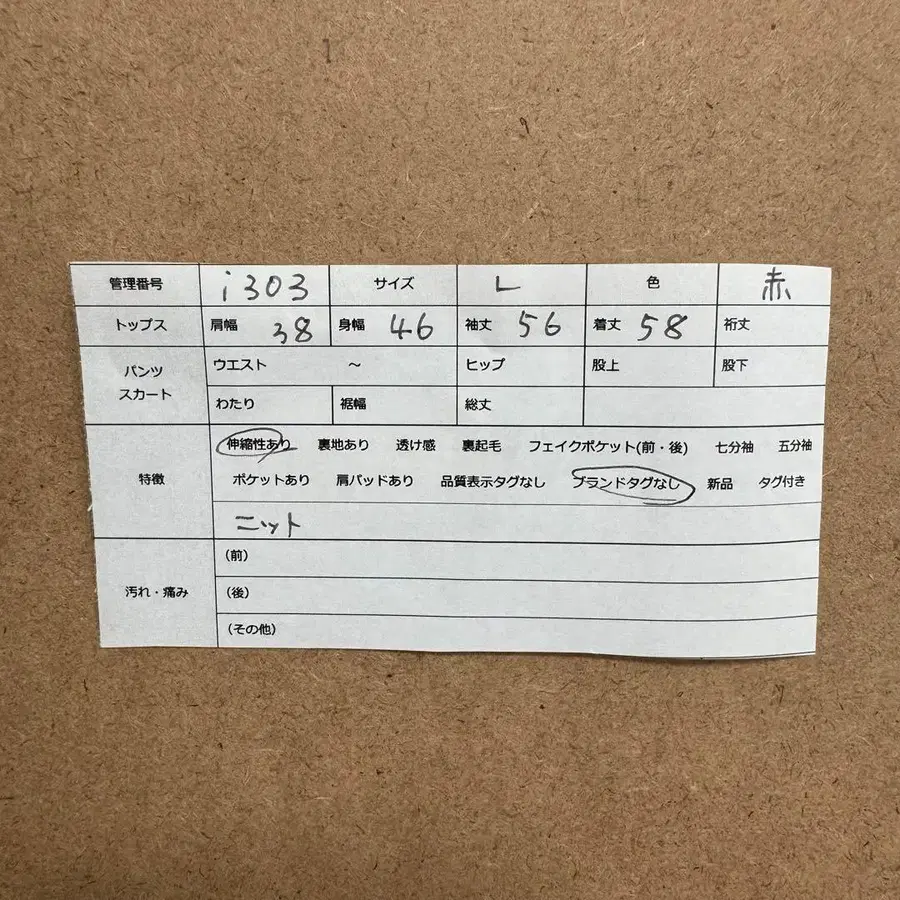 管理番号 i303 サイズ L 色 赤
トップス 肩幅 38 身幅 46 袖丈 56 着丈 58 裄丈
パンツ スカート ウエスト ～ ヒップ 股上 股下
わたり 裾幅 総丈
特徴 伸縮性あり 裏地あり 透け感 裏起毛 フェイクポケット(前・後) 七分袖 五分袖
ポケットあり 肩パッドあり 品質表示タグなし ブランドタグなし 新品 タグ付き
ニット
汚れ・痛み (前)
(後)
(その他)